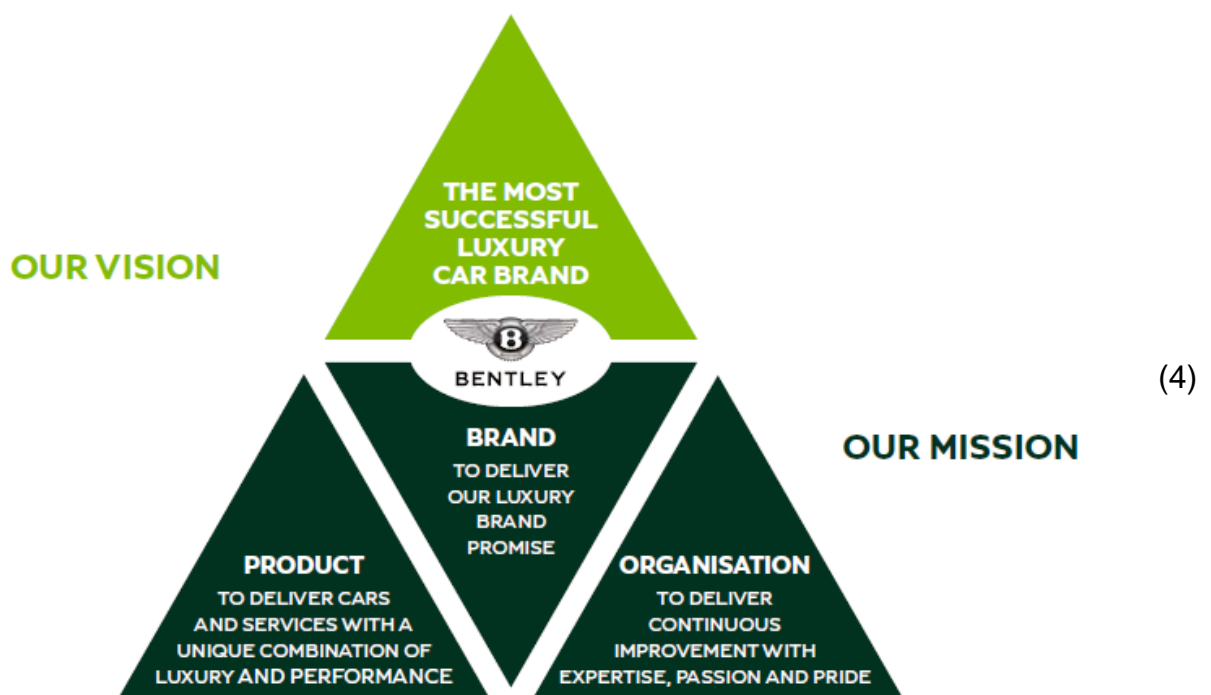 THE MOST
SUCCESSFUL
LUXURY
CAR BRAND
OUR VISION
B
BENTLEY
(4)
BRAND
TO DELIVER
OUR LUXURY
BRAND
PROMISE
OUR MISSION
PRODUCT
TO DELIVER CARS
AND SERVICES WITH A
UNIQUE COMBINATION OF
LUXURY AND PERFORMANCE
ORGANISATION
TO DELIVER
CONTINUOUS
IMPROVEMENT WITH
EXPERTISE, PASSION AND PRIDE